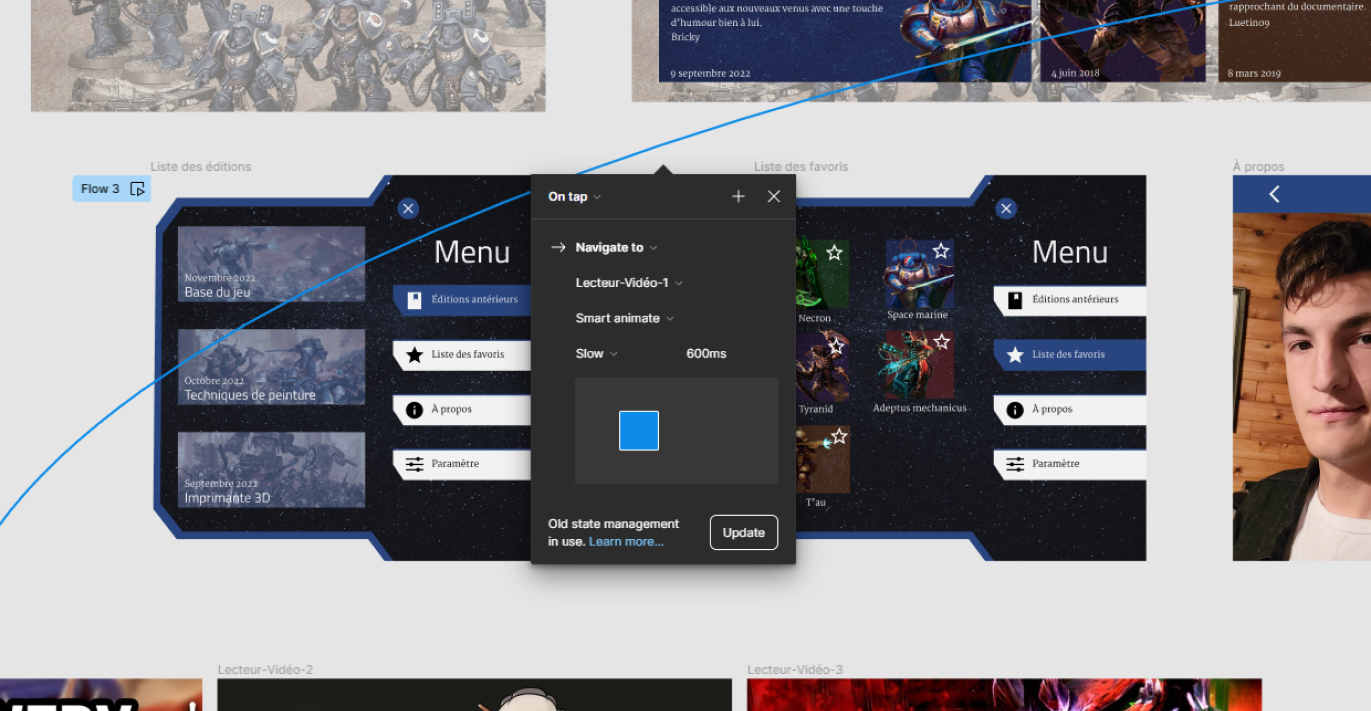 accessible aux nouveaux venus avec une touche
d'humour bien à lui.
Bricky
9 septembre 2022
4 juin 2018
rapprochant du documentaire.
Luetin09
8 mars 2019
Liste des éditions
Liste des favoris
À propos
Flow 3
Novembre 2022
Base du jeu
Octobre 2022
Techniques de peinture
Septembre 2022
Imprimante 3D
Menu
Éditions antérieurs
Liste des favoris
À propos
Paramètre
On tap
Navigate to
Lecteur-Vidéo-1
Smart animate
Slow
600ms
Old state management
in use. Learn more...
Update
Necron
Space marine
Tyranid
Adeptus mechanicus
T'au
Menu
Éditions antérieurs
Liste des favoris
À propos
Paramètre
Lecteur-Vidéo-2
Lecteur-Vidéo-3